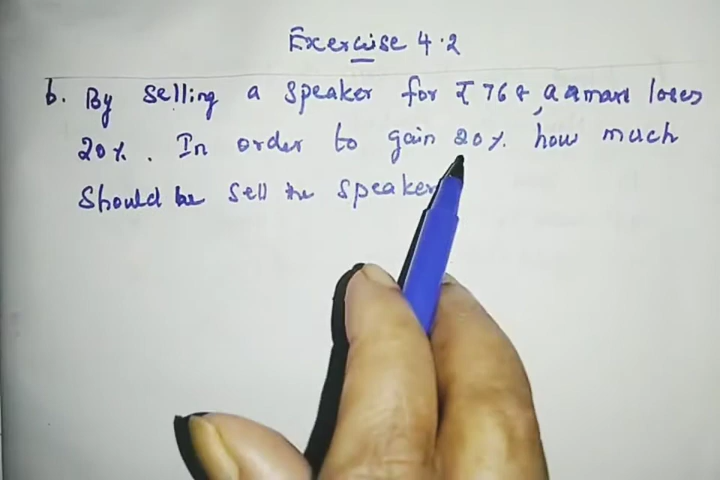 Exercise 4.2
6. By selling a speaker for ₹ 768, a a man loses
20%. In order to gain 20% how much
Should be sell the speaker